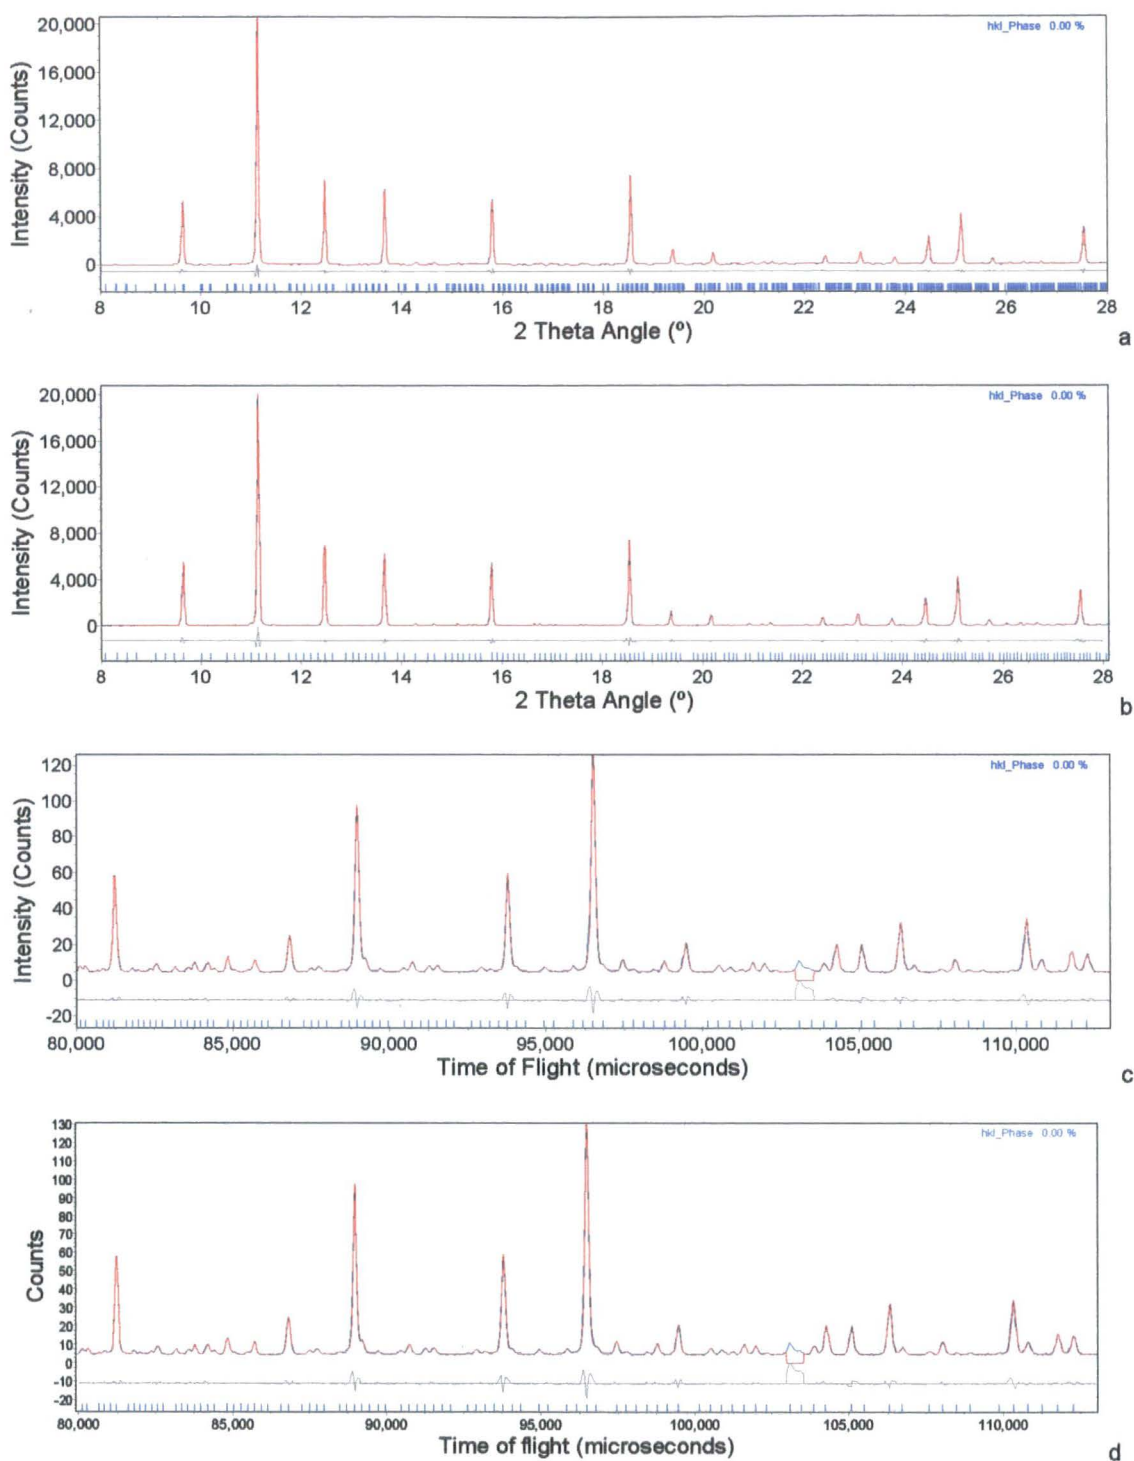 20,000
hkl_Phase 0.00 %
16,000
12,000
8,000
4,000
0
Intensity (Counts)
8 10 12 14 16 18 20 22 24 26 28
2 Theta Angle (º)
a
20,000
hkl_Phase 0.00 %
16,000
12,000
8,000
4,000
0
Intensity (Counts)
8 10 12 14 16 18 20 22 24 26 28
2 Theta Angle (º)
b
120
hkl_Phase 0.00 %
100
80
60
40
20
0
-20
Intensity (Counts)
80,000 85,000 90,000 95,000 100,000 105,000 110,000
Time of Flight (microseconds)
c
130
hkl_Phase 0.00 %
120
110
100
90
80
70
60
50
40
30
20
10
0
-10
-20
Counts
80,000 85,000 90,000 95,000 100,000 105,000 110,000
Time of flight (microseconds)
d